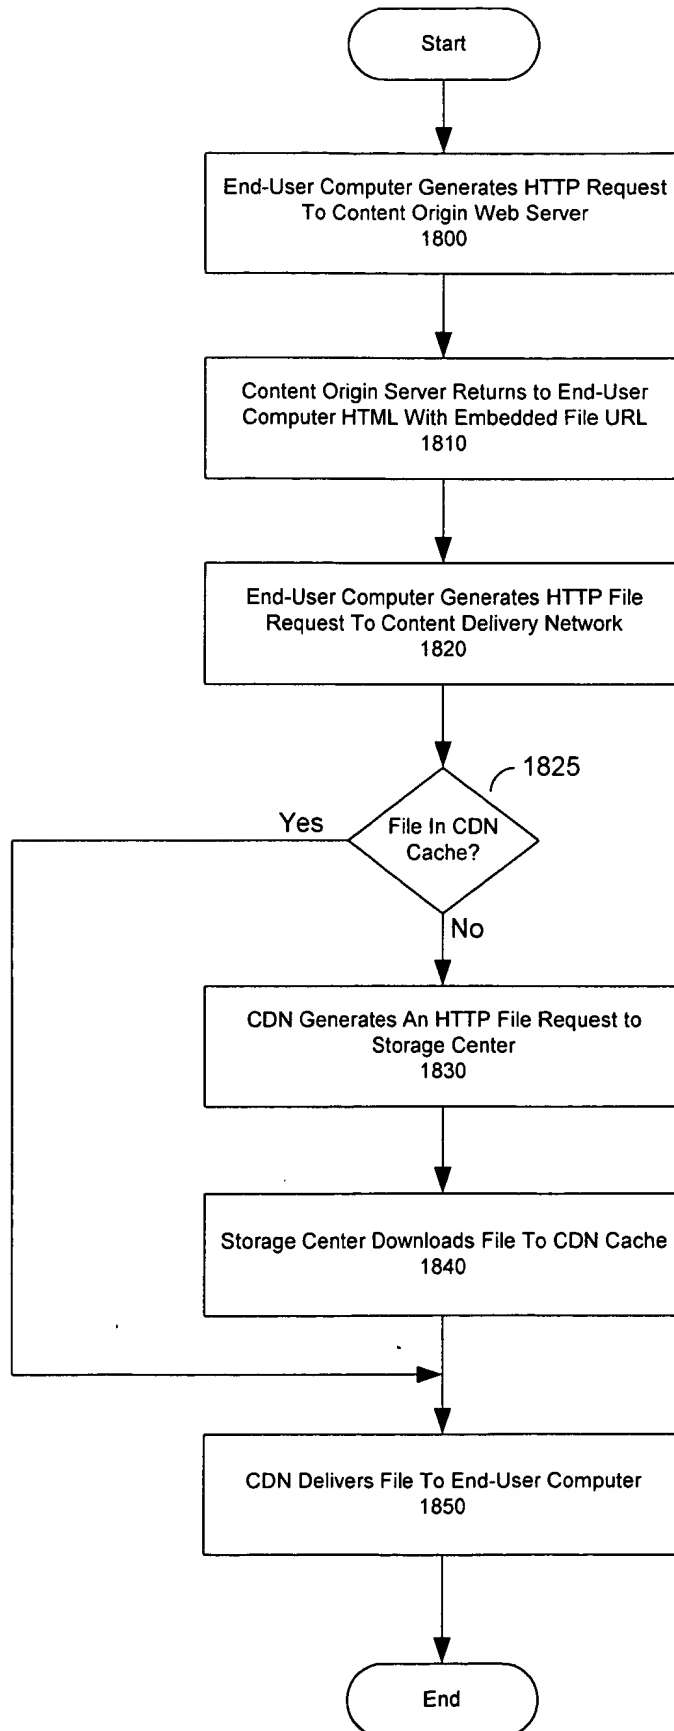 Start
End-User Computer Generates HTTP Request
To Content Origin Web Server
1800
Content Origin Server Returns to End-User
Computer HTML With Embedded File URL
1810
End-User Computer Generates HTTP File
Request To Content Delivery Network
1820
1825
Yes
File In CDN
Cache?
No
CDN Generates An HTTP File Request to
Storage Center
1830
Storage Center Downloads File To CDN Cache
1840
CDN Delivers File To End-User Computer
1850
End